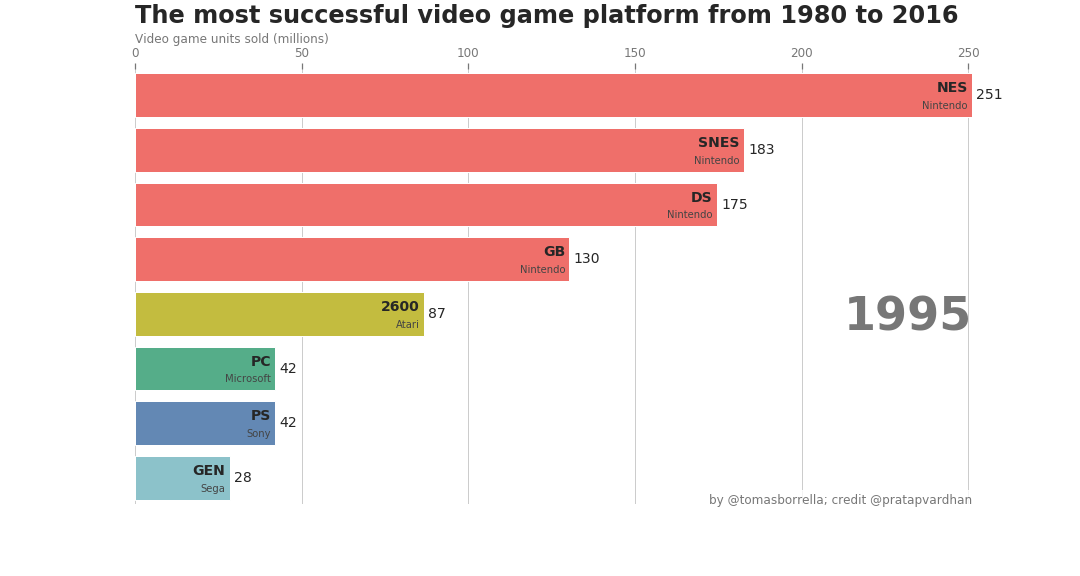 The most successful video game platform from 1980 to 2016
Video game units sold (millions)
0 50 100 150 200 250
NES 251
Nintendo
SNES 183
Nintendo
DS 175
Nintendo
GB 130
Nintendo
2600 87
Atari
1995
PC 42
Microsoft
PS 42
Sony
GEN 28
Sega
by @tomasborrella; credit @pratapvardhan